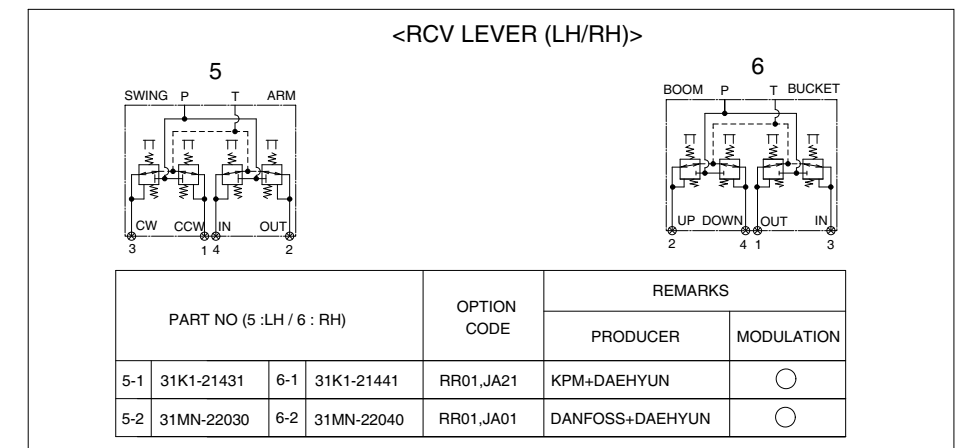 <RCV LEVER (LH/RH)>
5
SWING P T ARM
CW CCW IN OUT
3 1 4 2
6
BOOM P T BUCKET
UP DOWN OUT IN
2 4 1 3
PART NO (5 :LH / 6 : RH)
OPTION CODE
REMARKS
PRODUCER
MODULATION
5-1 31K1-21431 6-1 31K1-21441 RR01,JA21 KPM+DAEHYUN ○
5-2 31MN-22030 6-2 31MN-22040 RR01,JA01 DANFOSS+DAEHYUN ○